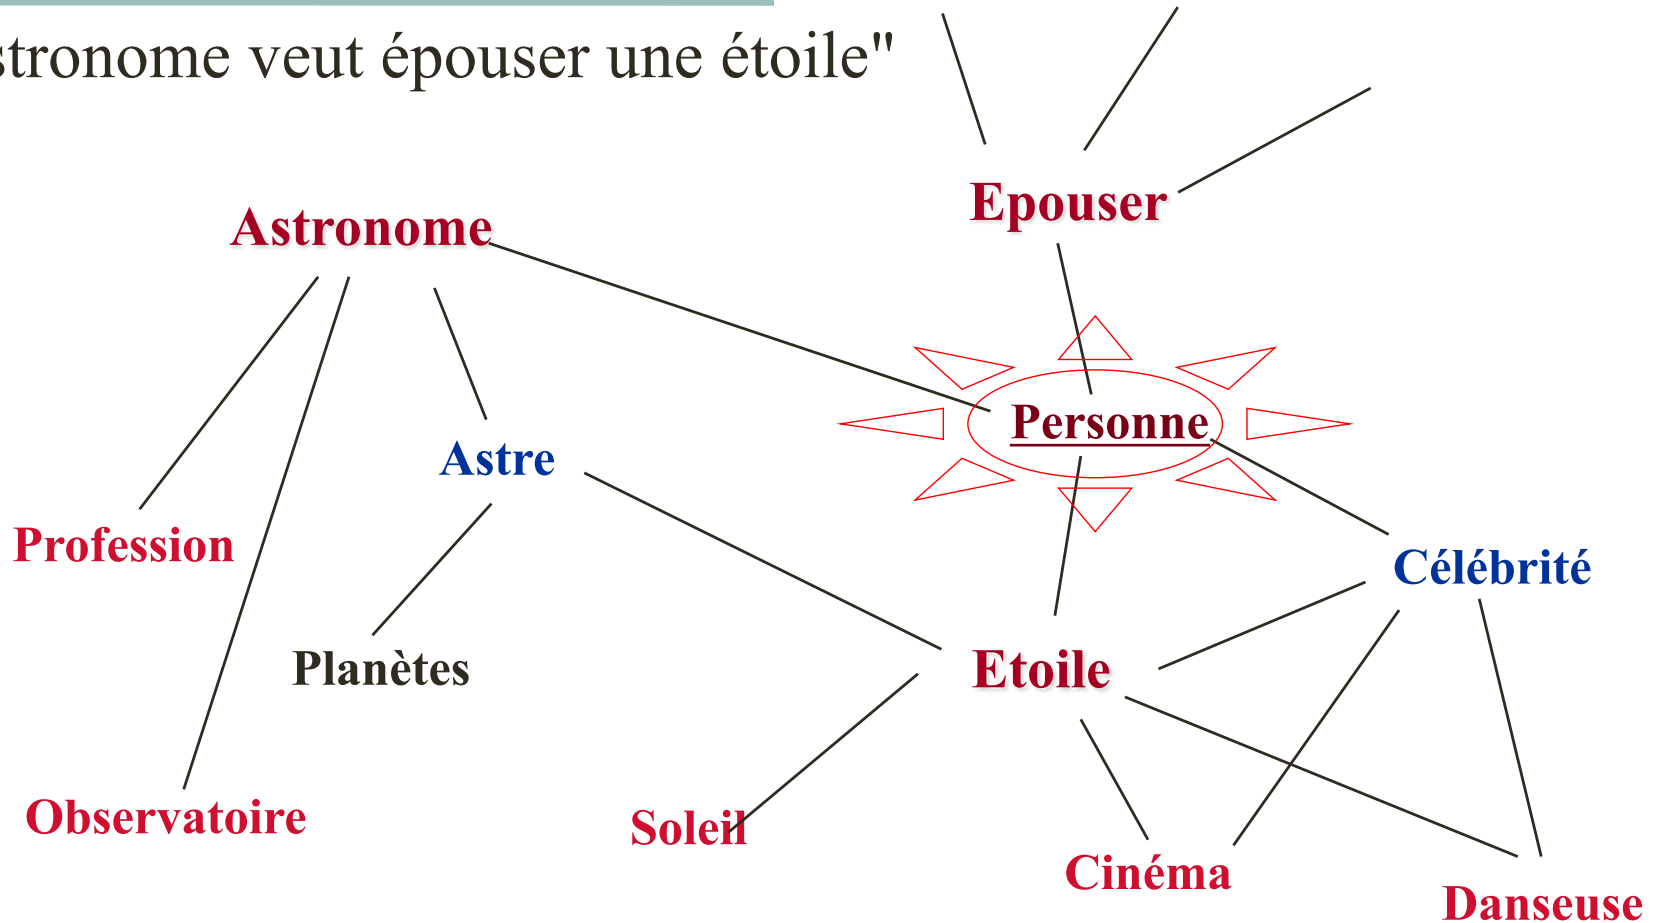 stronome veut épouser une étoile"
Epouser
Astronome
Personne
Astre
Profession
Célébrité
Planètes
Etoile
Observatoire
Soleil
Cinéma
Danseuse